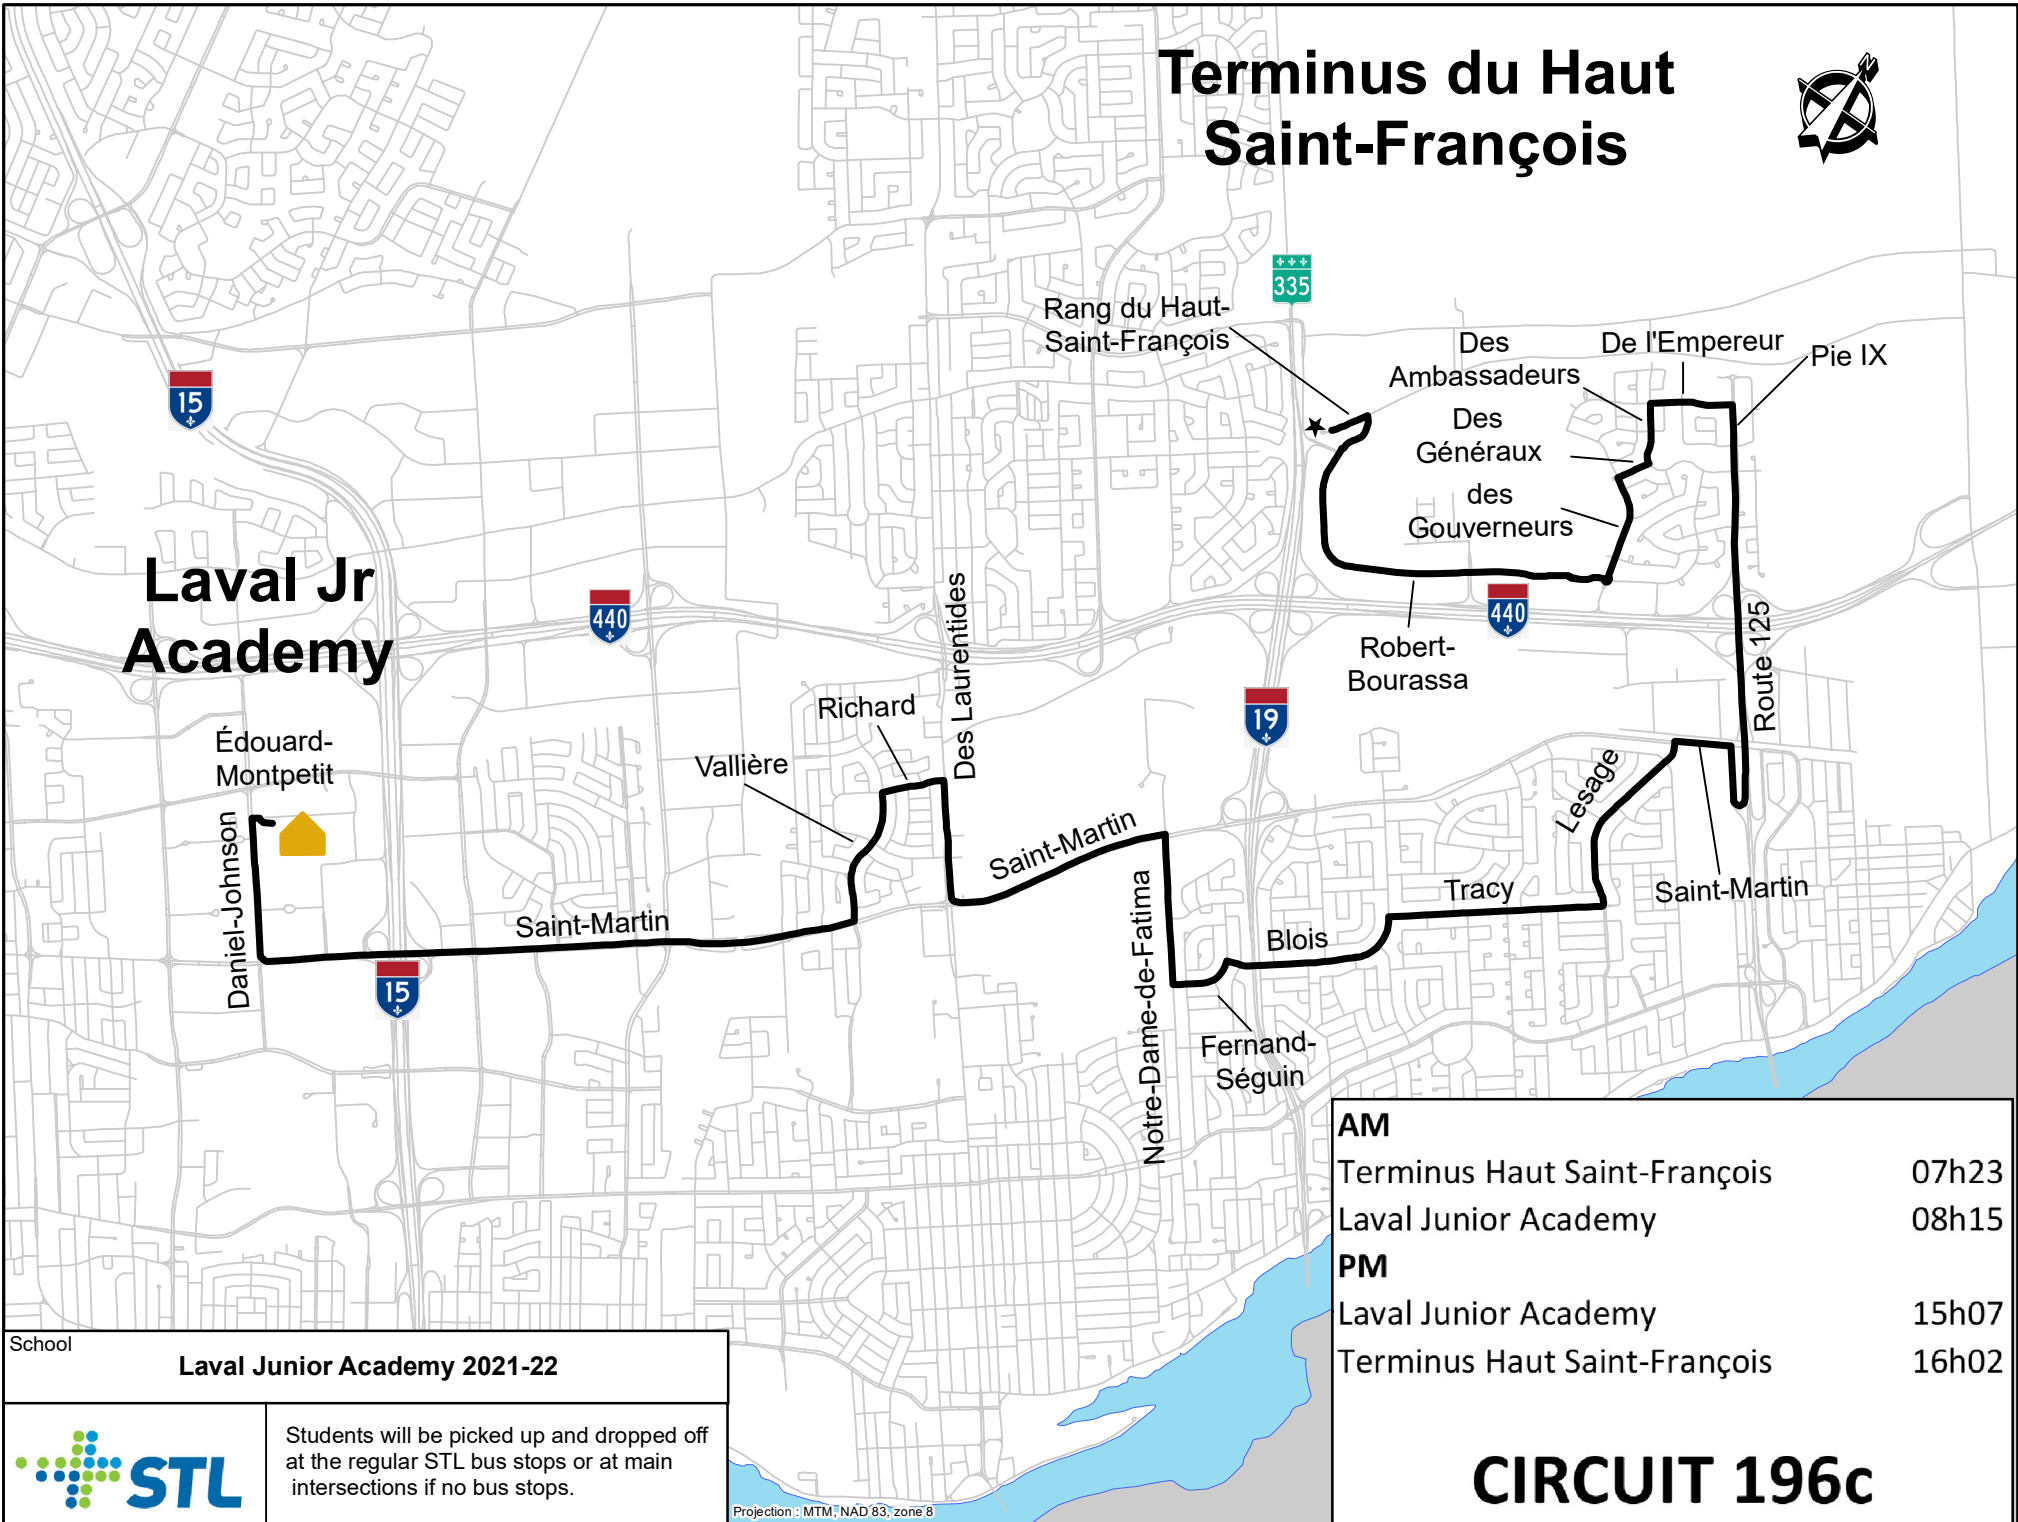 Terminus du Haut
Saint-François
N
335
Rang du Haut-
Saint-François
Des
Ambassadeurs
De l'Empereur
Pie IX
Des
Généraux
des
Gouverneurs
15
Laval Jr
Academy
440
440
Des Laurentides
Robert-
Bourassa
Route 125
Richard
19
Édouard-
Montpetit
Vallière
Lesage
Daniel-Johnson
Saint-Martin
Saint-Martin
Notre-Dame-de-Fatima
Tracy
Saint-Martin
Blois
15
Fernand-
Séguin
AM
Terminus Haut Saint-François 07h23
Laval Junior Academy 08h15
PM
Laval Junior Academy 15h07
Terminus Haut Saint-François 16h02
CIRCUIT 196c
School
Laval Junior Academy 2021-22
STL
Students will be picked up and dropped off
at the regular STL bus stops or at main
intersections if no bus stops.
Projection : MTM, NAD 83, zone 8